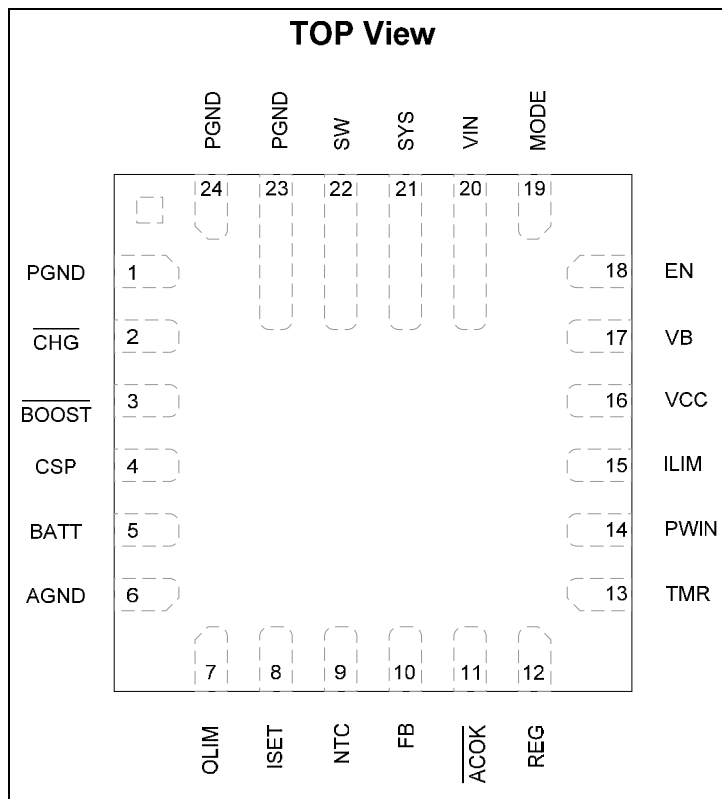 TOP View
PGND
PGND
SW
SYS
VIN
MODE
24
23
22
21
20
19
PGND
1
18
EN
CHG
2
17
VB
BOOST
3
16
VCC
CSP
4
15
ILIM
BATT
5
14
PWIN
AGND
6
13
TMR
7
8
9
10
11
12
OLIM
ISET
NTC
FB
ACOK
REG